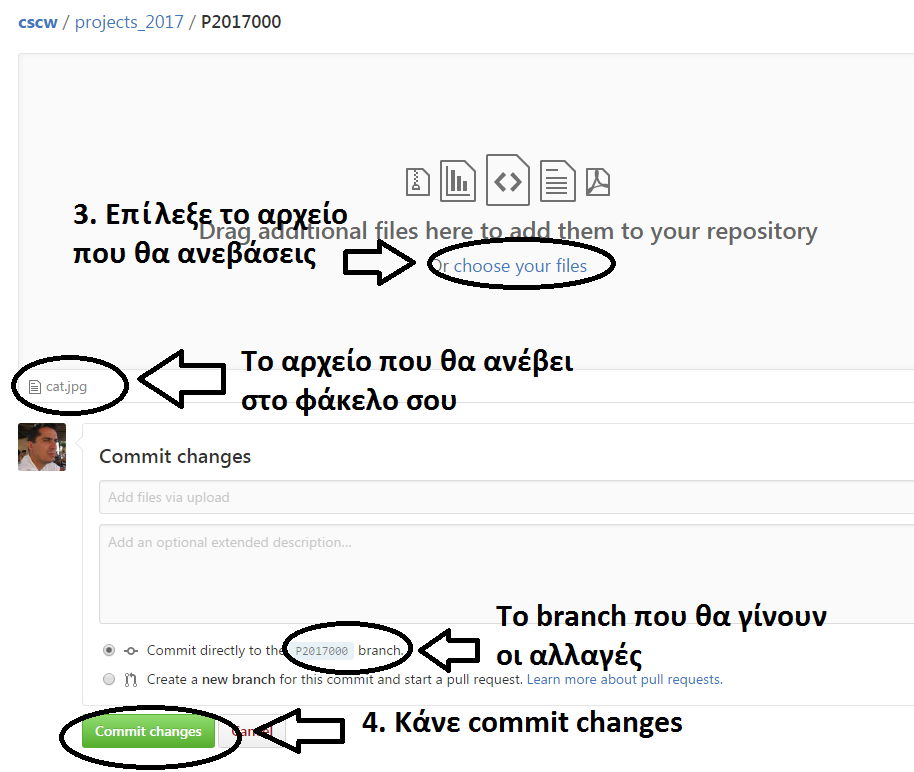 cscw / projects_2017 / P2017000
3. Επίλεξε το αρχείο
που θα ανεβάσεις
Drag additional files here to add them to your repository
Or choose your files
cat.jpg
Το αρχείο που θα ανέβει
στο φάκελο σου
Commit changes
Add files via upload
Add an optional extended description...
Το branch που θα γίνουν
οι αλλαγές
Commit directly to the P2017000 branch.
Create a new branch for this commit and start a pull request. Learn more about pull requests.
4. Κάνε commit changes
Commit changes
Cancel